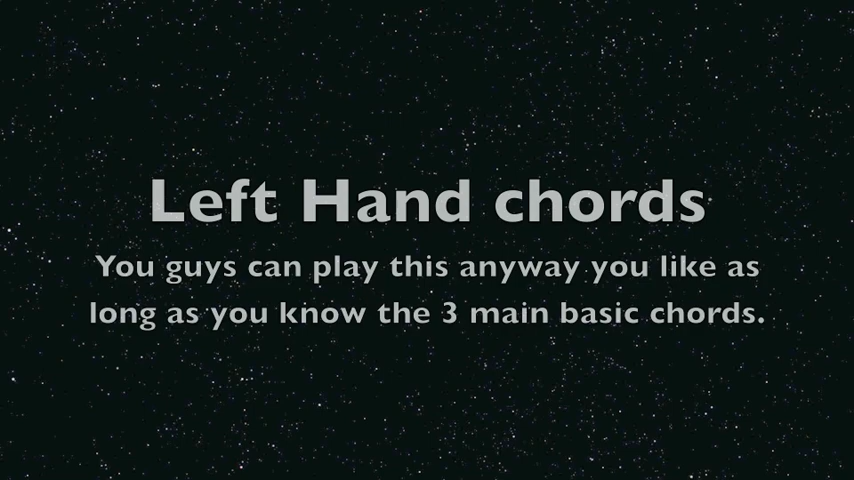 Left Hand chords
You guys can play this anyway you like as
long as you know the 3 main basic chords.